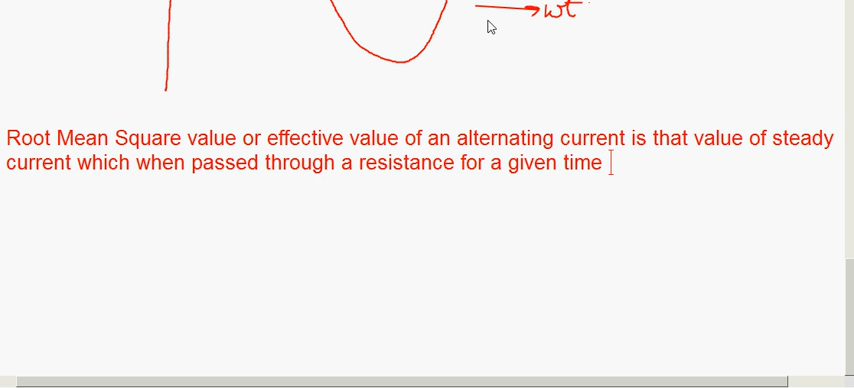 wt
Root Mean Square value or effective value of an alternating current is that value of steady
current which when passed through a resistance for a given time